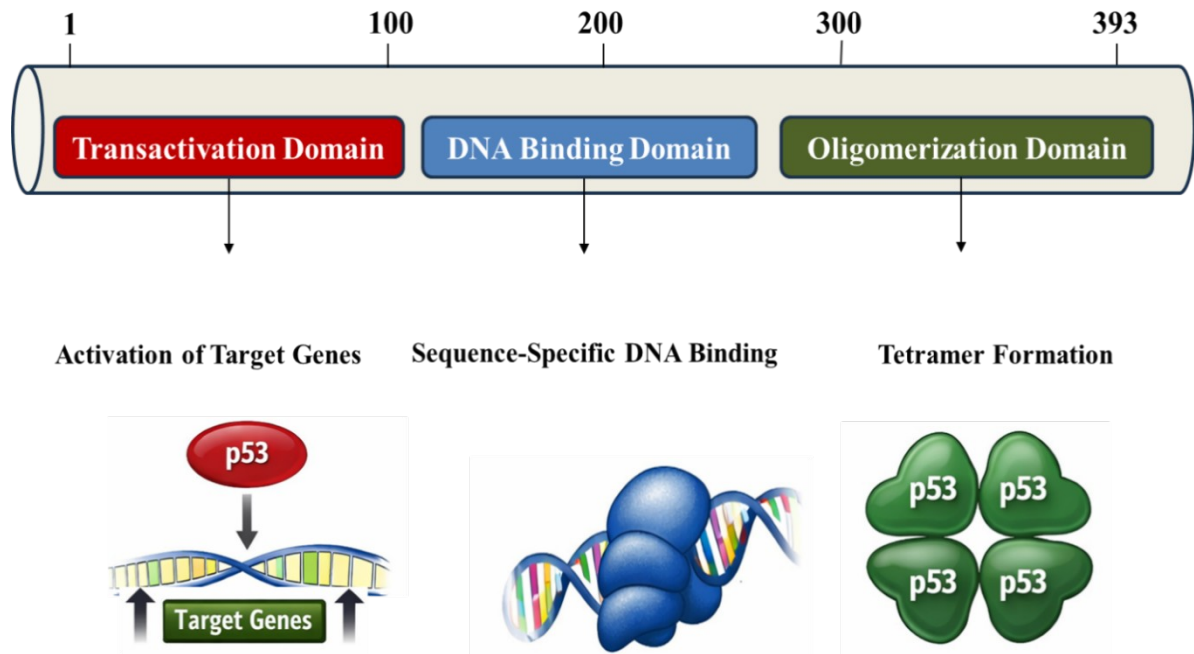 1 100 200 300 393
Transactivation Domain DNA Binding Domain Oligomerization Domain
Activation of Target Genes Sequence-Specific DNA Binding Tetramer Formation
p53
Target Genes
p53 p53
p53 p53